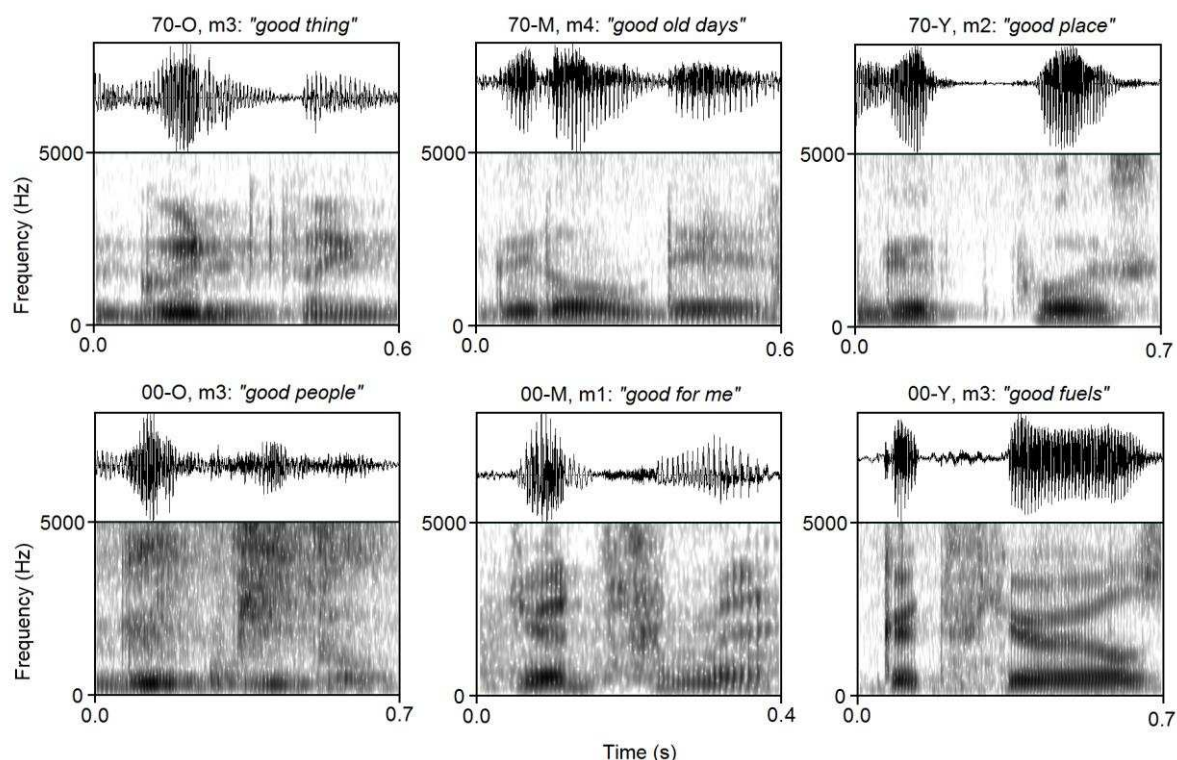 70-O, m3: "good thing"
70-M, m4: "good old days"
70-Y, m2: "good place"
Frequency (Hz)
5000
0
0.0
0.6
5000
0
0.0
0.6
5000
0
0.0
0.7
00-O, m3: "good people"
00-M, m1: "good for me"
00-Y, m3: "good fuels"
Frequency (Hz)
5000
0
0.0
0.7
5000
0
0.0
0.4
5000
0
0.0
0.7
Time (s)